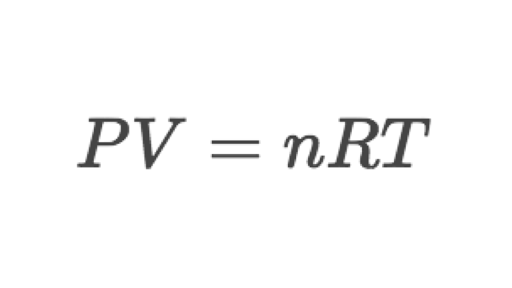 PV = nRT